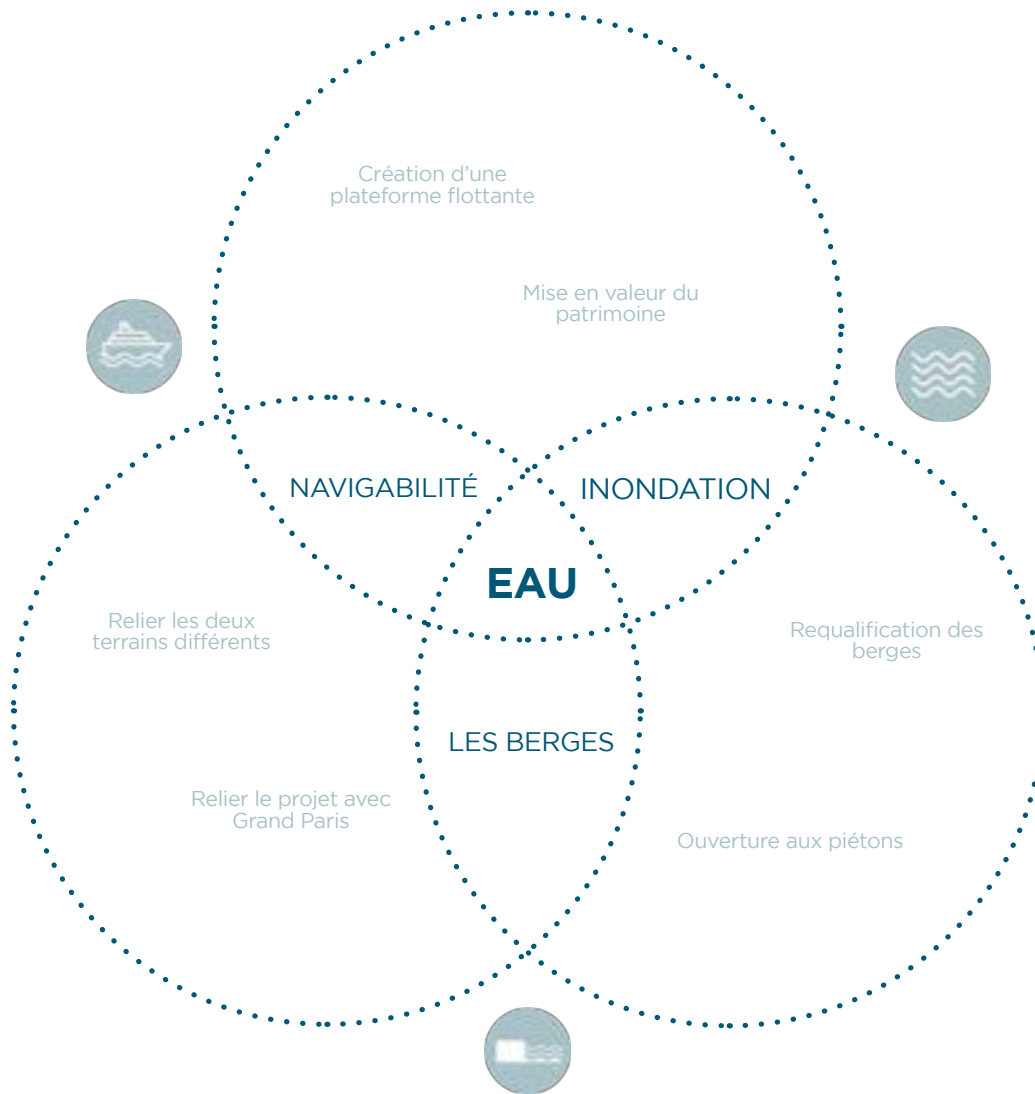 Création d’une
plateforme flottante
Mise en valeur du
patrimoine
NAVIGABILITÉ
INONDATION
EAU
Relier les deux
terrains différents
Requalification des
berges
LES BERGES
Relier le projet avec
Grand Paris
Ouverture aux piétons